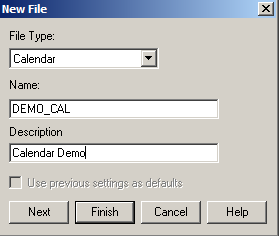 New File
File Type:
Calendar
Name:
DEMO_CAL
Description
Calendar Demo
Use previous settings as defaults
Next Finish Cancel Help